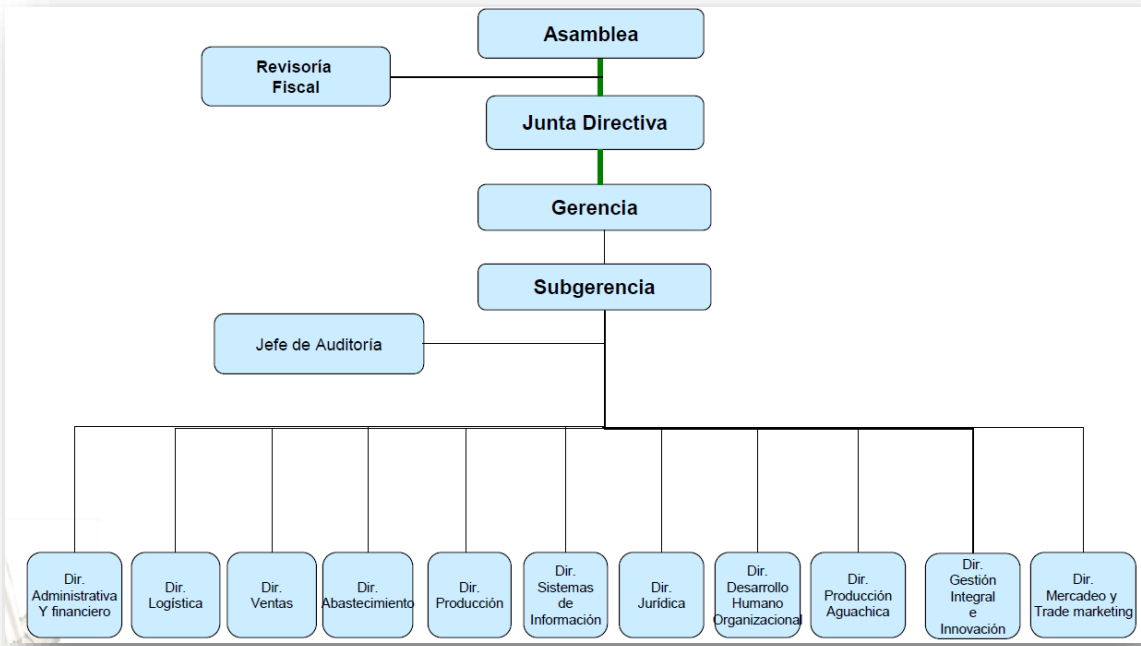 Asamblea
Revisoría
Fiscal
Junta Directiva
Gerencia
Subgerencia
Jefe de Auditoría
Dir.
Administrativa
Y financiero
Dir.
Logística
Dir.
Ventas
Dir.
Abastecimiento
Dir.
Producción
Dir.
Sistemas
de
Información
Dir.
Jurídica
Dir.
Desarrollo
Humano
Organizacional
Dir.
Producción
Aguachica
Dir.
Gestión
Integral
e
Innovación
Dir.
Mercadeo y
Trade marketing